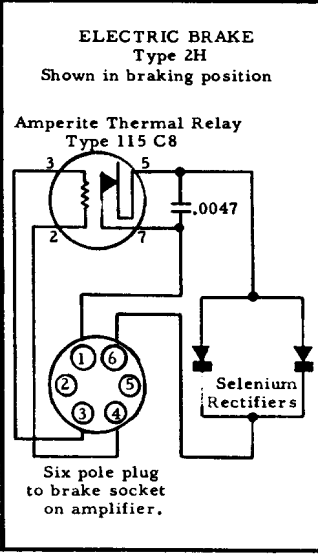 ELECTRIC BRAKE
Type 2H
Shown in braking position
Amperite Thermal Relay
Type 115 C8
3 5
2 7
.0047
1 6
2 5
3 4
Selenium
Rectifiers
Six pole plug
to brake socket
on amplifier.